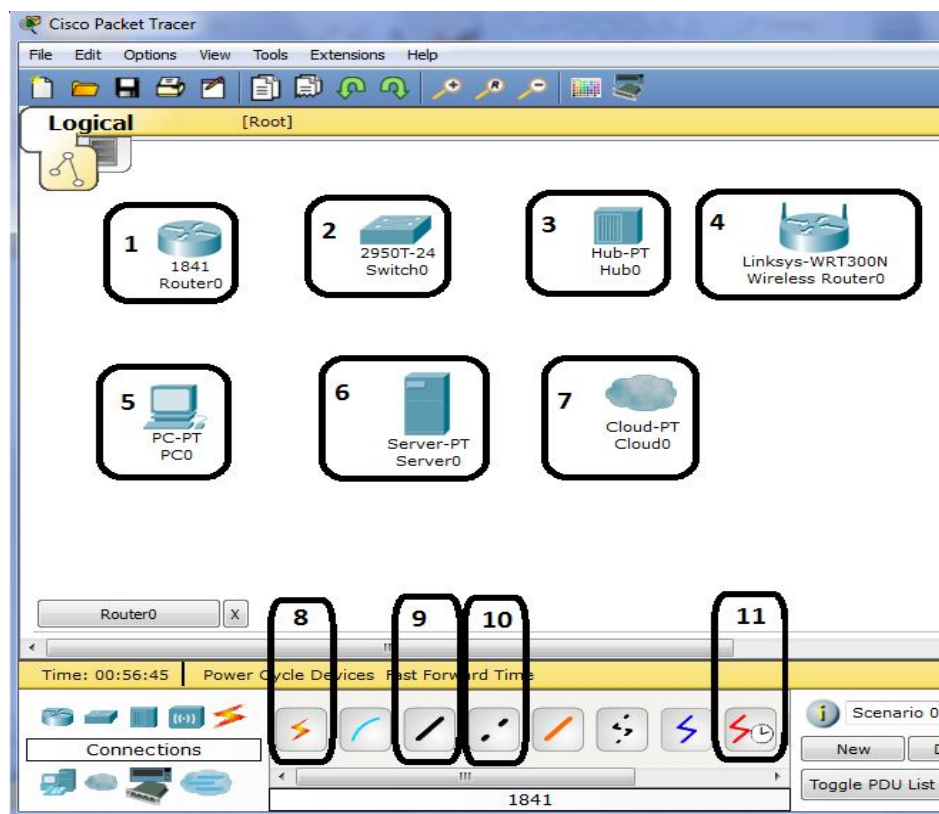 Cisco Packet Tracer
File Edit Options View Tools Extensions Help
Logical [Root]
1
1841
Router0
2
2950T-24
Switch0
3
Hub-PT
Hub0
4
Linksys-WRT300N
Wireless Router0
5
PC-PT
PC0
6
Server-PT
Server0
7
Cloud-PT
Cloud0
Router0 X
8 9 10 11
Time: 00:56:45 Power Cycle Devices Fast Forward Time
Connections
1841
i Scenario 0
New D
Toggle PDU List